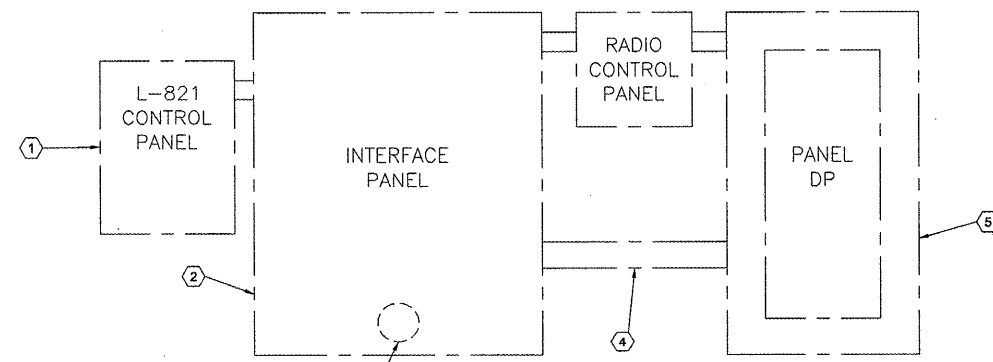 L-821
CONTROL
PANEL
INTERFACE
PANEL
RADIO
CONTROL
PANEL
PANEL
DP
1
2
4
5